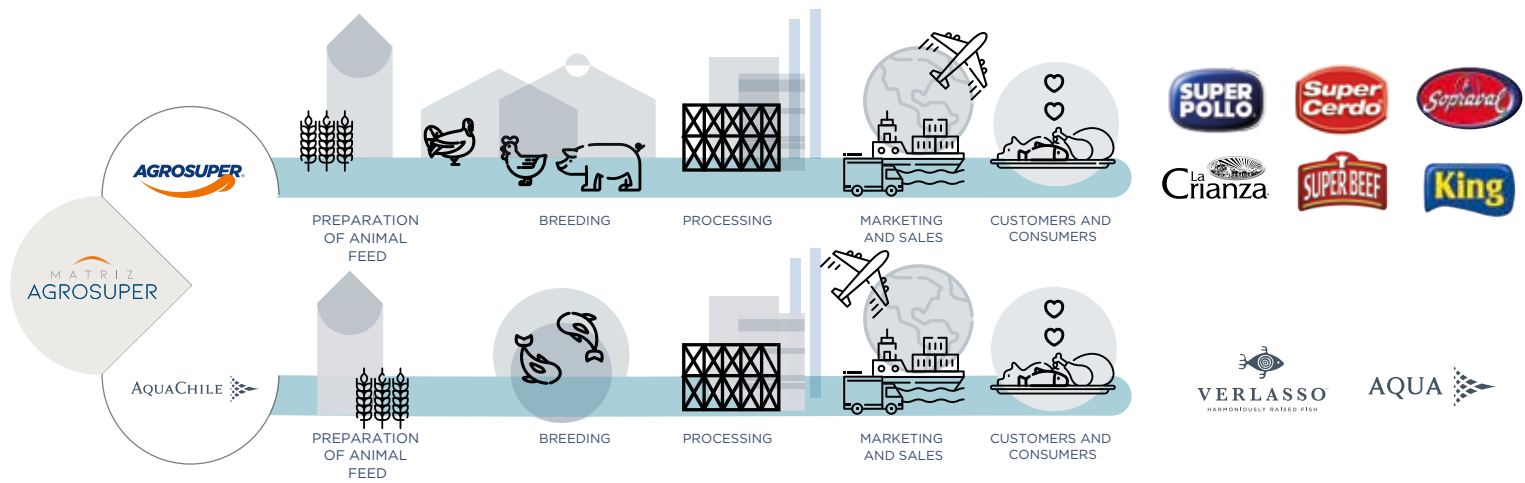 AGROSUPER
PREPARATION
OF ANIMAL
FEED
BREEDING
PROCESSING
MARKETING
AND SALES
CUSTOMERS AND
CONSUMERS
SUPER
POLLO
Super
Cerdo
Sopraval
La
Crianza
SUPER BEEF
King
MATRIZ
AGROSUPER
AQUACHILE
PREPARATION
OF ANIMAL
FEED
BREEDING
PROCESSING
MARKETING
AND SALES
CUSTOMERS AND
CONSUMERS
VERLASSO
HARMONIOUSLY RAISED FISH
AQUA